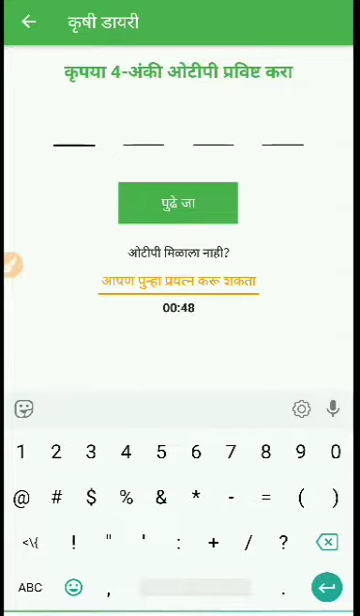 कृषी डायरी
कृपया 4-अंकी ओटीपी प्रविष्ट करा
पुढे जा
ओटीपी मिळाला नाही?
आपण पुन्हा प्रयत्न करू शकता
00:48
1 2 3 4 5 6 7 8 9 0
@ # $ % & * - = ( )
<\{ ! " ' : + / ?
ABC , .